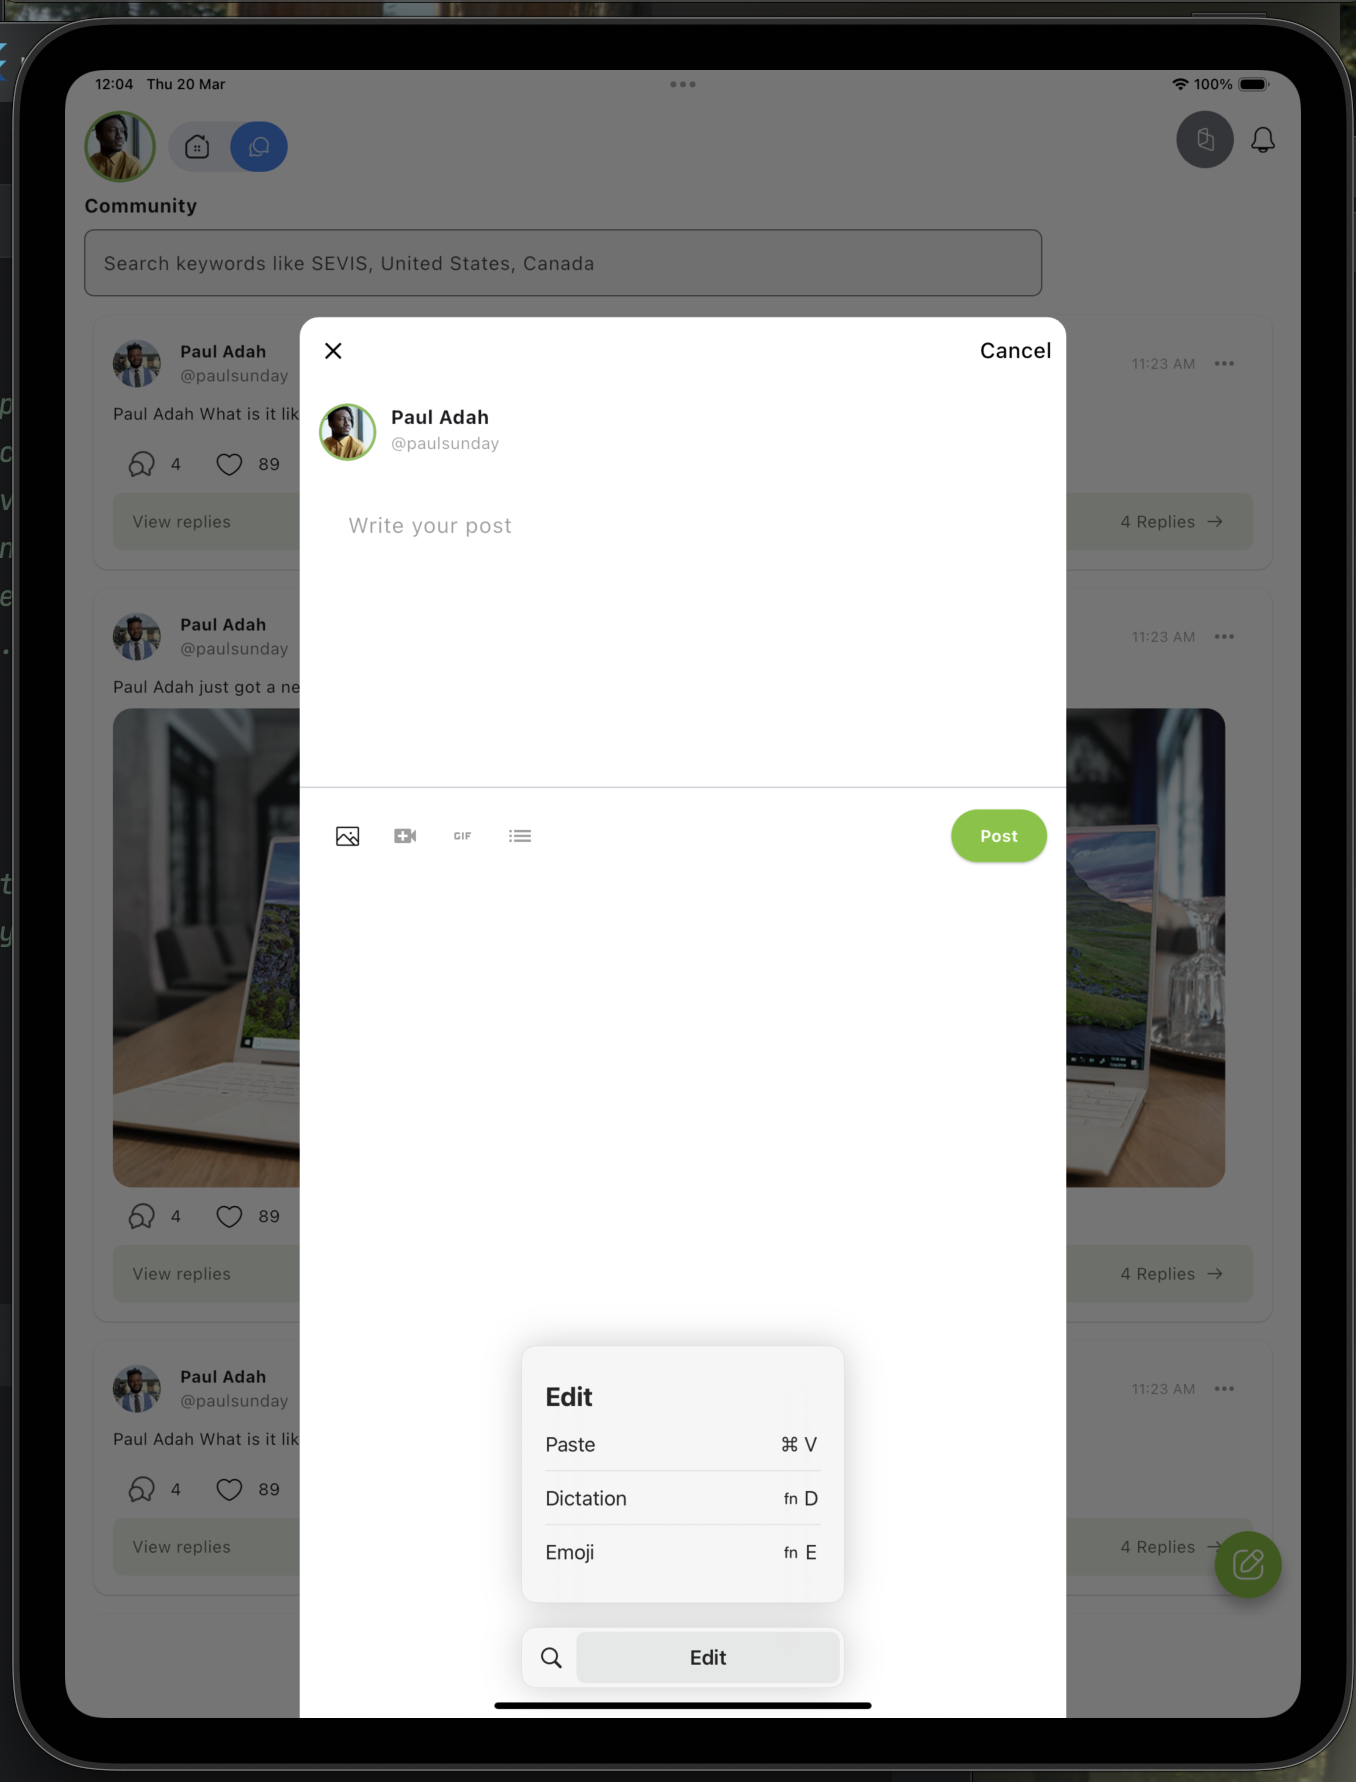 12:04 Thu 20 Mar
100%
Community
Search keywords like SEVIS, United States, Canada
Paul Adah
@paulsunday
11:23 AM
Paul Adah What is it lik
4 89
View replies
4 Replies
Paul Adah
@paulsunday
11:23 AM
Paul Adah just got a ne
4 89
View replies
4 Replies
Paul Adah
@paulsunday
11:23 AM
Paul Adah What is it lik
4 89
View replies
4 Replies
Cancel
Paul Adah
@paulsunday
Write your post
GIF
Post
Edit
Paste ⌘ V
Dictation fn D
Emoji fn E
Edit